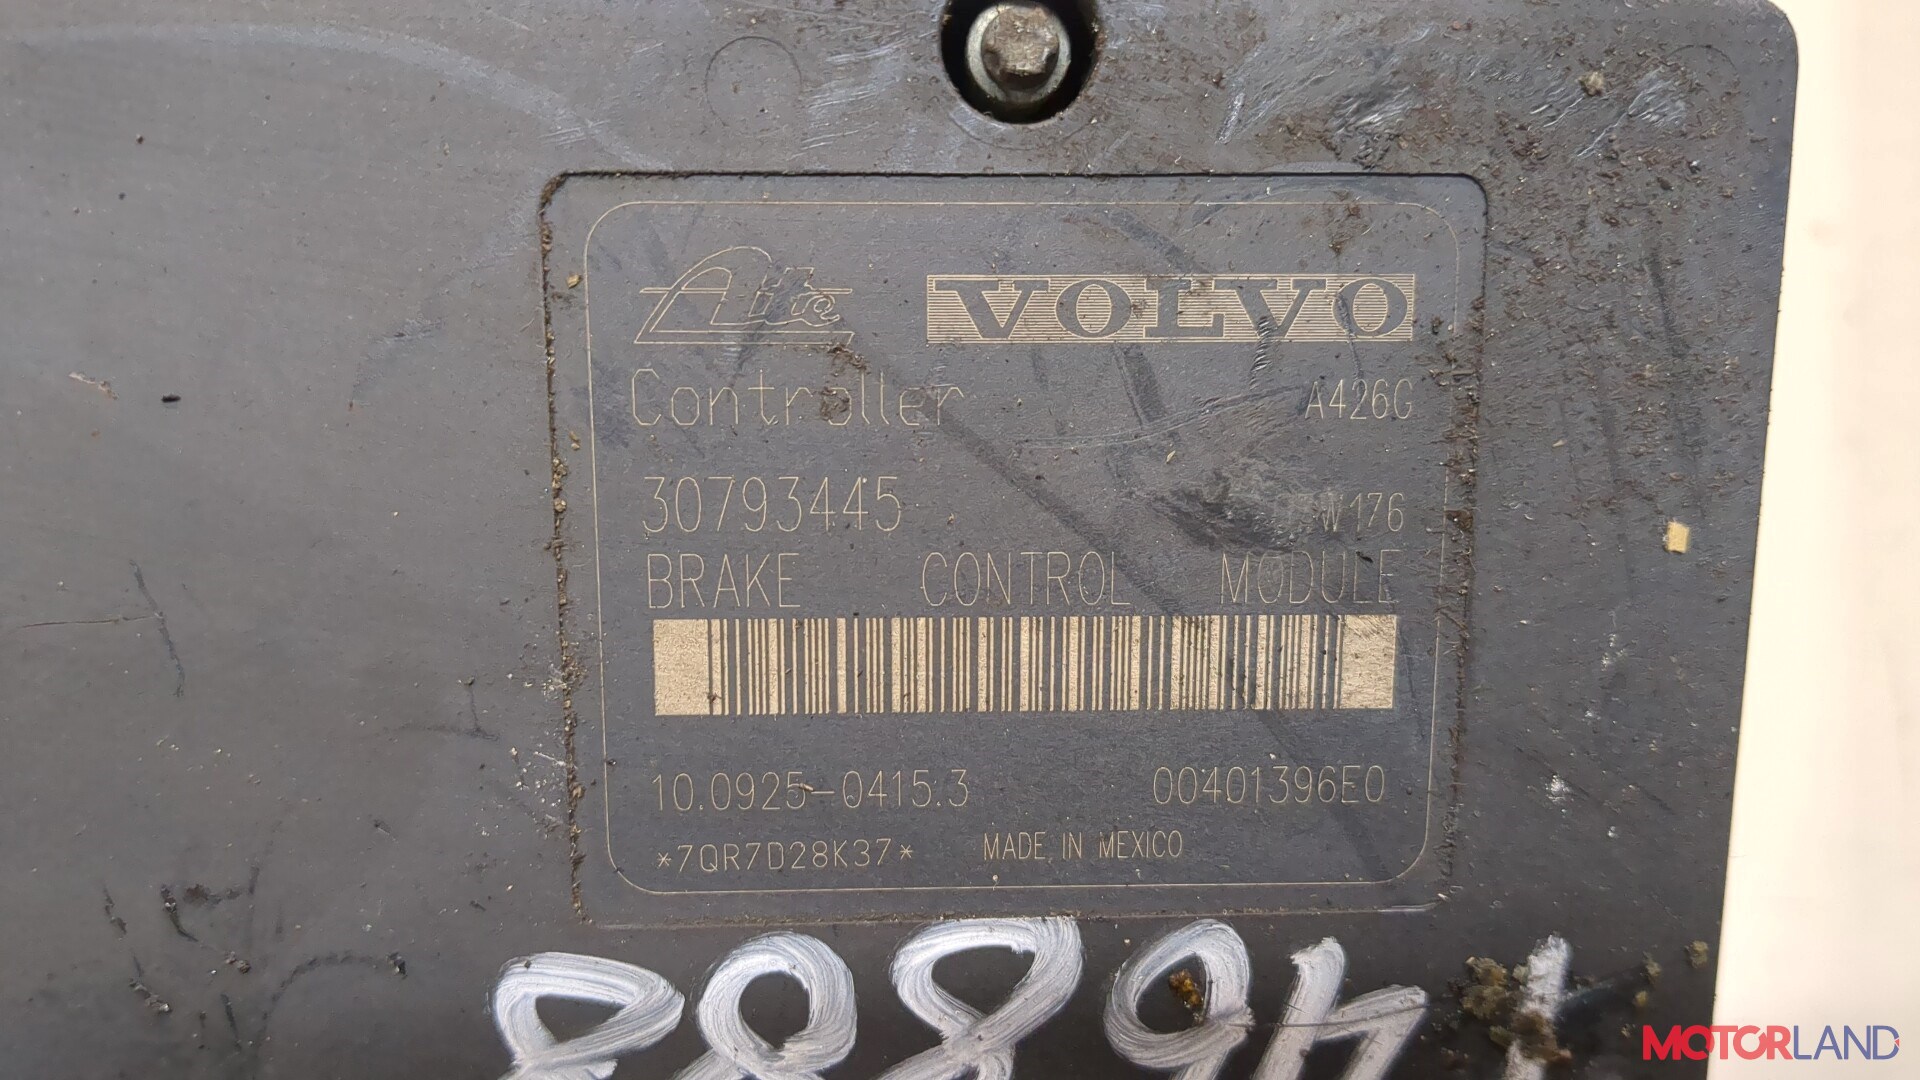 Ate VOLVO
Controller A426G
30793445 W176
BRAKE CONTROL MODULE
10.0925-0415.3 00401396E0
*7QR7D28K37* MADE IN MEXICO
MOTORLAND